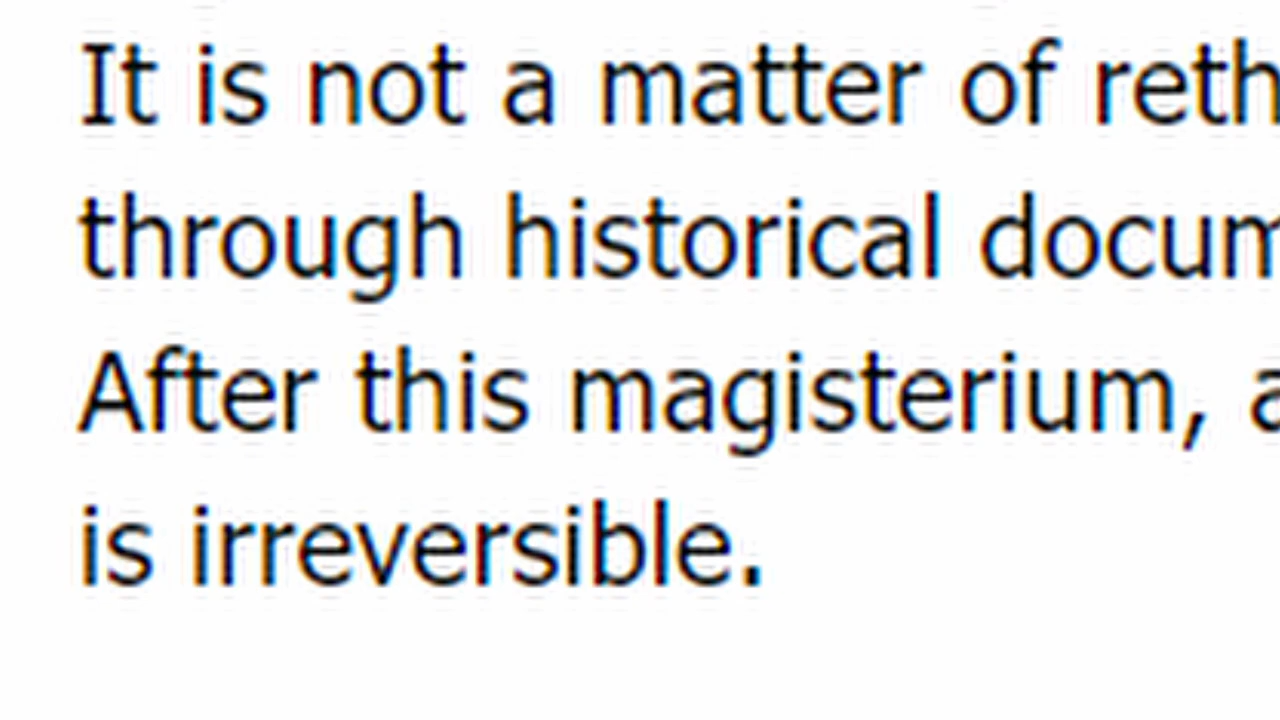 It is not a matter of reth
through historical docum
After this magisterium, a
is irreversible.